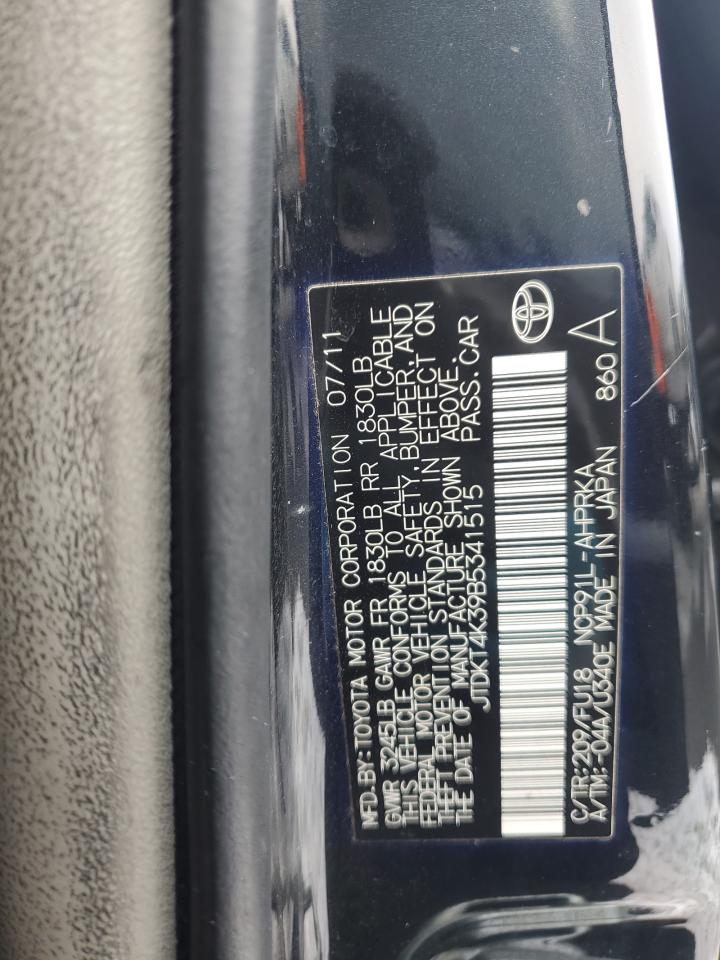 MFD.BY:TOYOTA MOTOR CORPORATION 07/11
GVWR 3245LB GAWR FR 1830LB RR 1830LB
THIS VEHICLE CONFORMS TO ALL APPLICABLE
FEDERAL MOTOR VEHICLE SAFETY,BUMPER,AND
THEFT PREVENTION STANDARDS IN EFFECT ON
THE DATE OF MANUFACTURE SHOWN ABOVE.
JTDKT4K39B5341515 PASS.CAR
C/TR:209/FU18 NCP91L-AHPRKA 860
A/TM:-04A/U340E MADE IN JAPAN
A